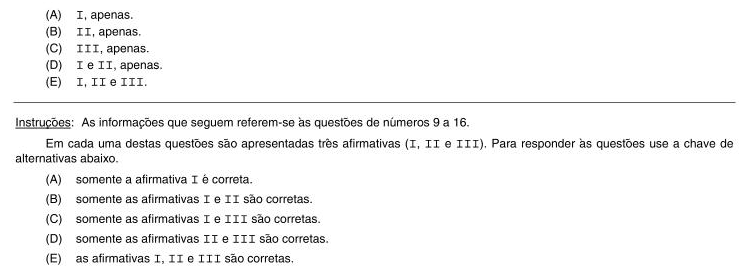 (A) I, apenas.
(B) II, apenas.
(C) III, apenas.
(D) I e II, apenas.
(E) I, II e III.
Instruções: As informações que seguem referem-se às questões de números 9 a 16.
Em cada uma destas questões são apresentadas três afirmativas (I, II e III). Para responder às questões use a chave de
alternativas abaixo.
(A) somente a afirmativa I é correta.
(B) somente as afirmativas I e II são corretas.
(C) somente as afirmativas I e III são corretas.
(D) somente as afirmativas II e III são corretas.
(E) as afirmativas I, II e III são corretas.